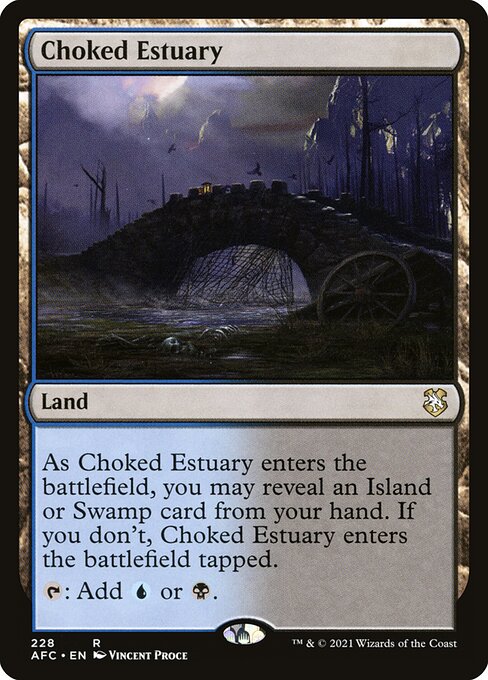 Choked Estuary
Land
As Choked Estuary enters the
battlefield, you may reveal an Island
or Swamp card from your hand. If
you don't, Choked Estuary enters
the battlefield tapped.
: Add or .
228 R
AFC • EN Vincent Proce
™ & © 2021 Wizards of the Coast